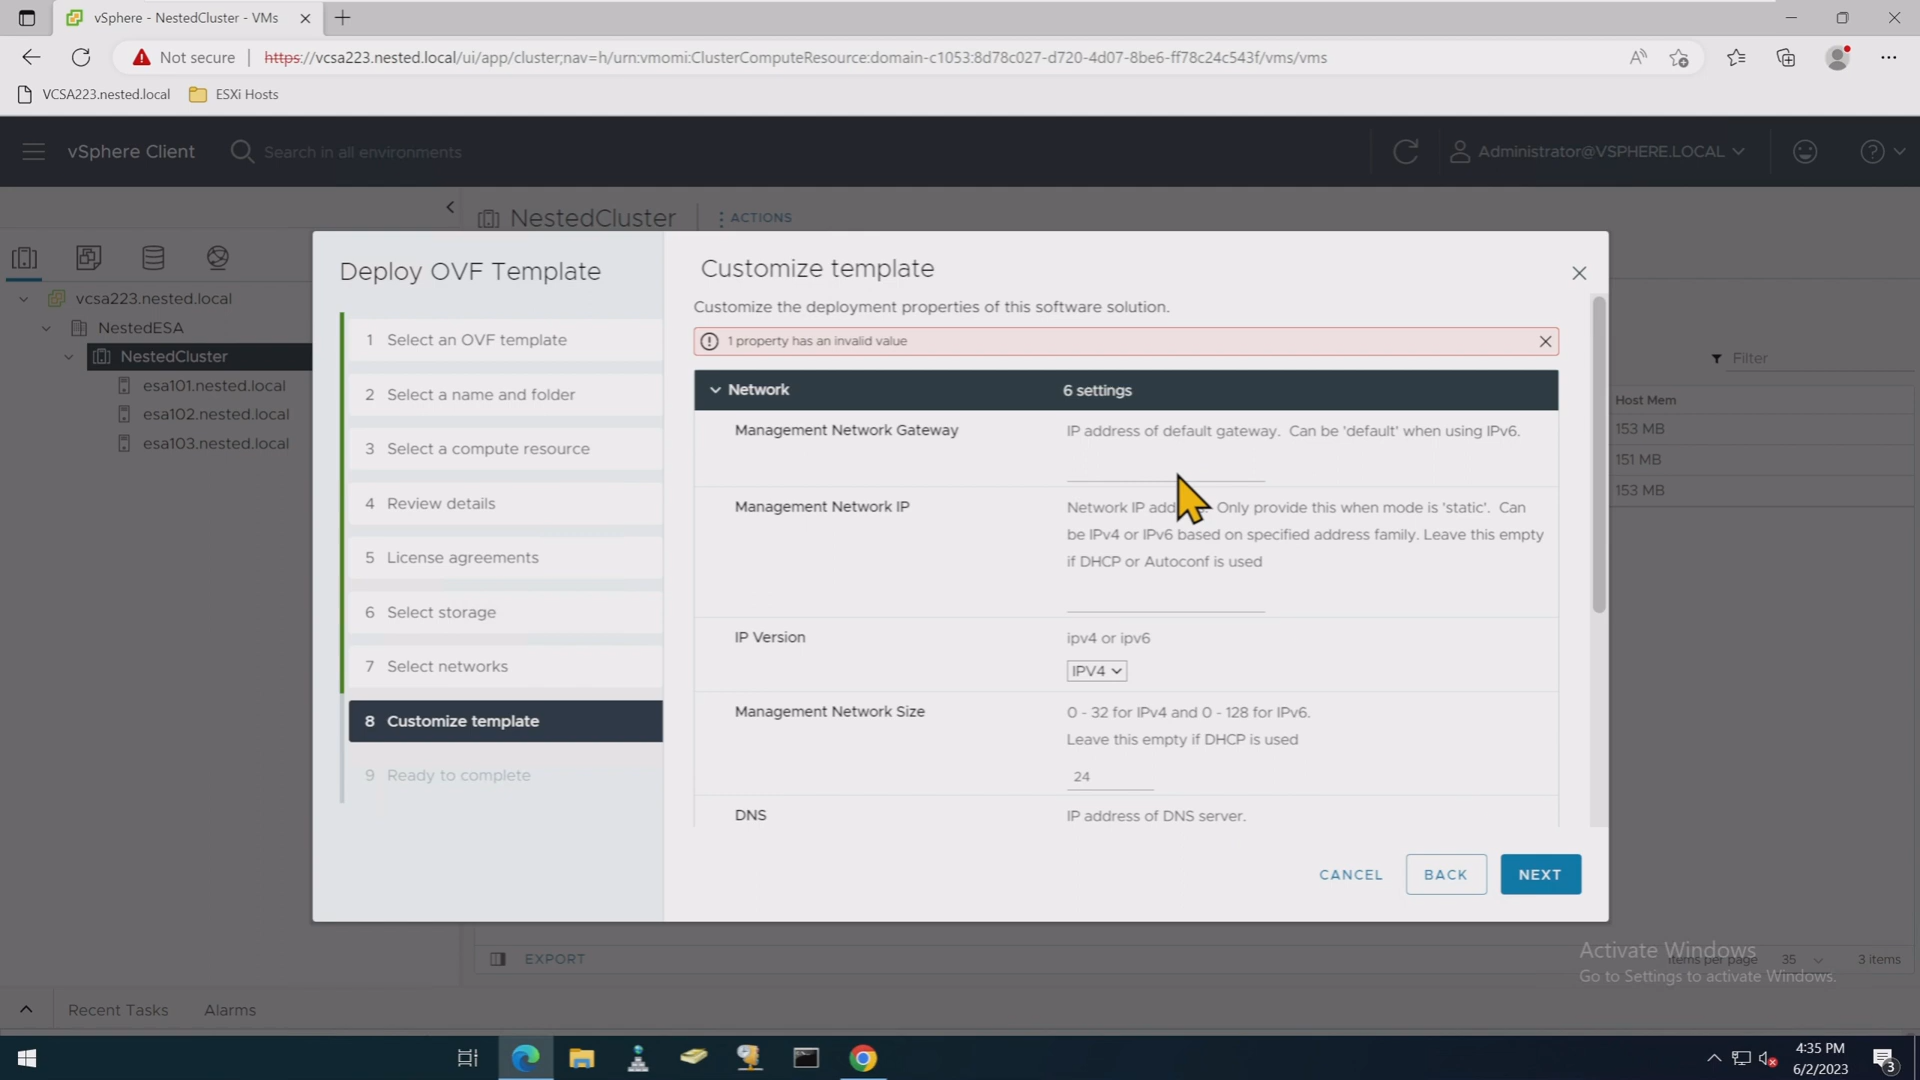 vSphere - NestedCluster - VMs
Not secure
https://vcsa223.nested.local/ui/app/cluster;nav=h/urn:vmomi:ClusterComputeResource:domain-c1053:8d78c027-d720-4d07-8be6-ff78c24c543f/vms/vms
VCSA223.nested.local ESXi Hosts
vSphere Client Search in all environments Administrator@VSPHERE.LOCAL
NestedCluster ACTIONS
vcsa223.nested.local
NestedESA
NestedCluster
esa101.nested.local
esa102.nested.local
esa103.nested.local
Deploy OVF Template
1 Select an OVF template
2 Select a name and folder
3 Select a compute resource
4 Review details
5 License agreements
6 Select storage
7 Select networks
8 Customize template
9 Ready to complete
Customize template
Customize the deployment properties of this software solution.
1 property has an invalid value
Network 6 settings
Management Network Gateway IP address of default gateway. Can be 'default' when using IPv6.
Management Network IP Network IP Only provide this when mode is 'static'. Can
be IPv4 or IPv6 based on specified address family. Leave this empty
if DHCP or Autoconf is used
IP Version ipv4 or ipv6
IPV4
Management Network Size 0 - 32 for IPv4 and 0 - 128 for IPv6.
Leave this empty if DHCP is used
24
DNS IP address of DNS server.
CANCEL BACK NEXT
Filter
Host Mem
153 MB
151 MB
153 MB
EXPORT
Items per page 35 3 items
Activate Windows
Go to Settings to activate Windows.
Recent Tasks Alarms
4:35 PM
6/2/2023
3